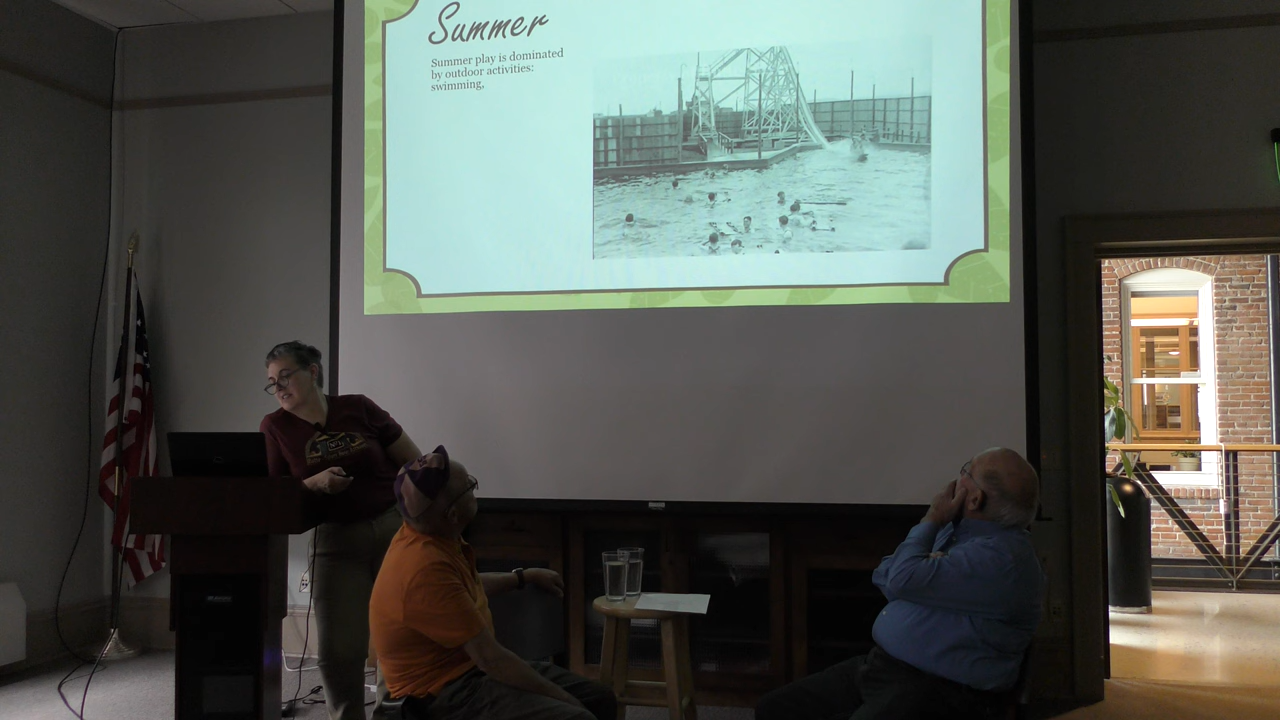 Summer
Summer play is dominated
by outdoor activities:
swimming,